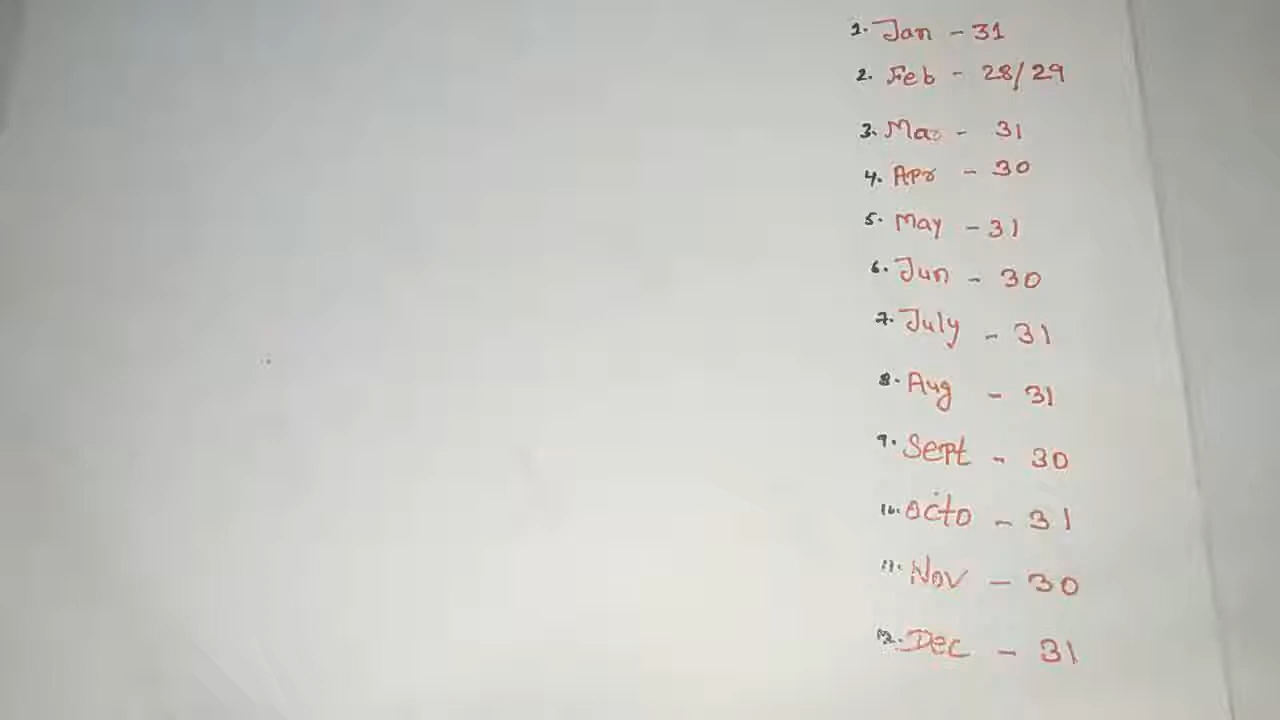 1. Jan - 31
2. Feb - 28/29
3. Mar - 31
4. Apr - 30
5. May - 31
6. Jun - 30
7. July - 31
8. Aug - 31
9. Sept - 30
10. Octo - 31
11. Nov - 30
12. Dec - 31